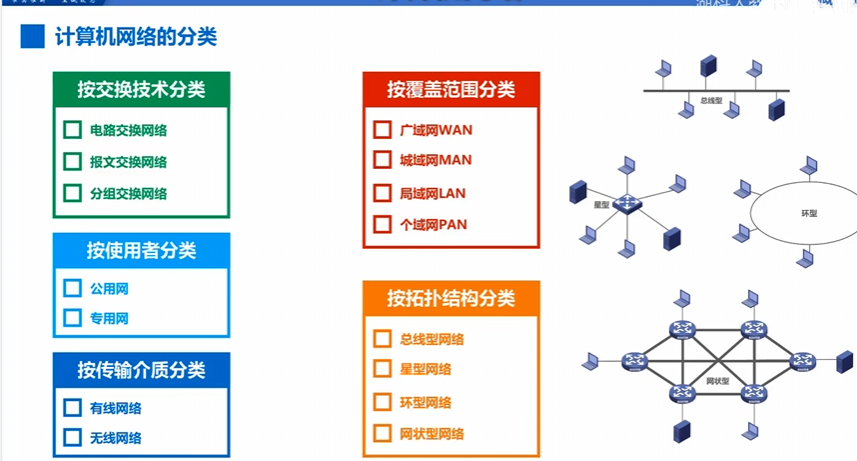 计算机网络的分类
按交换技术分类
电路交换网络
报文交换网络
分组交换网络
按使用者分类
公用网
专用网
按传输介质分类
有线网络
无线网络
按覆盖范围分类
广域网WAN
城域网MAN
局域网LAN
个域网PAN
按拓扑结构分类
总线型网络
星型网络
环型网络
网状型网络
总线型
星型
环型
网状型